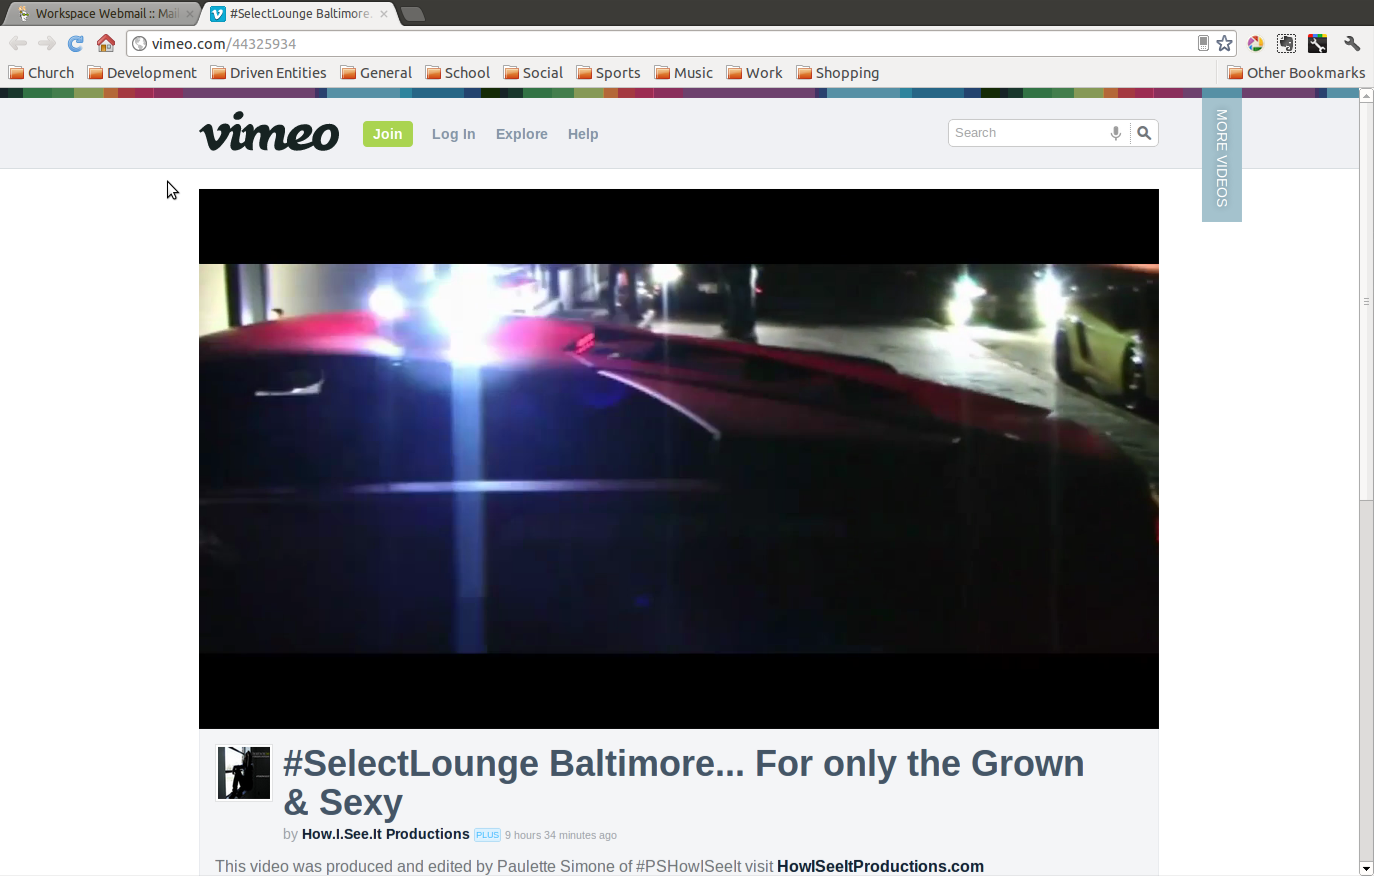 Workspace Webmail :: Mail
#SelectLounge Baltimore...
vimeo.com/44325934
Church Development Driven Entities General School Social Sports Music Work Shopping Other Bookmarks
vimeo Join Log In Explore Help Search
MORE VIDEOS
#SelectLounge Baltimore... For only the Grown
& Sexy
by How.I.See.It Productions PLUS 9 hours 34 minutes ago
This video was produced and edited by Paulette Simone of #PSHowISeeIt visit HowISeeItProductions.com